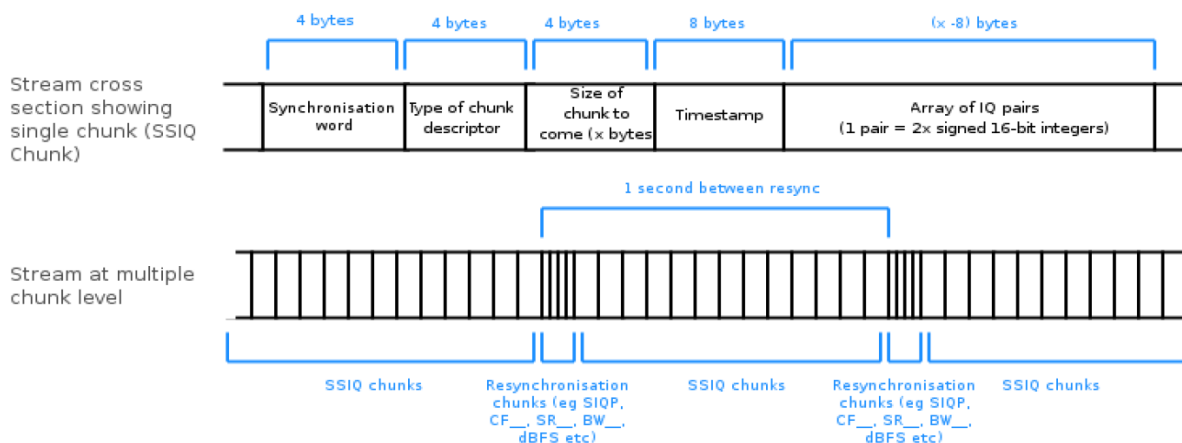 4 bytes
4 bytes
4 bytes
8 bytes
(x -8) bytes
Stream cross
section showing
single chunk (SSIQ
Chunk)
Synchronisation
word
Type of chunk
descriptor
Size of
chunk to
come (x bytes
Timestamp
Array of IQ pairs
(1 pair = 2x signed 16-bit integers)
1 second between resync
Stream at multiple
chunk level
SSIQ chunks
Resynchronisation
chunks (eg SIQP,
CF__, SR__, BW__,
dBFS etc)
SSIQ chunks
Resynchronisation
chunks (eg SIQP,
CF__, SR__, BW__,
dBFS etc)
SSIQ chunks